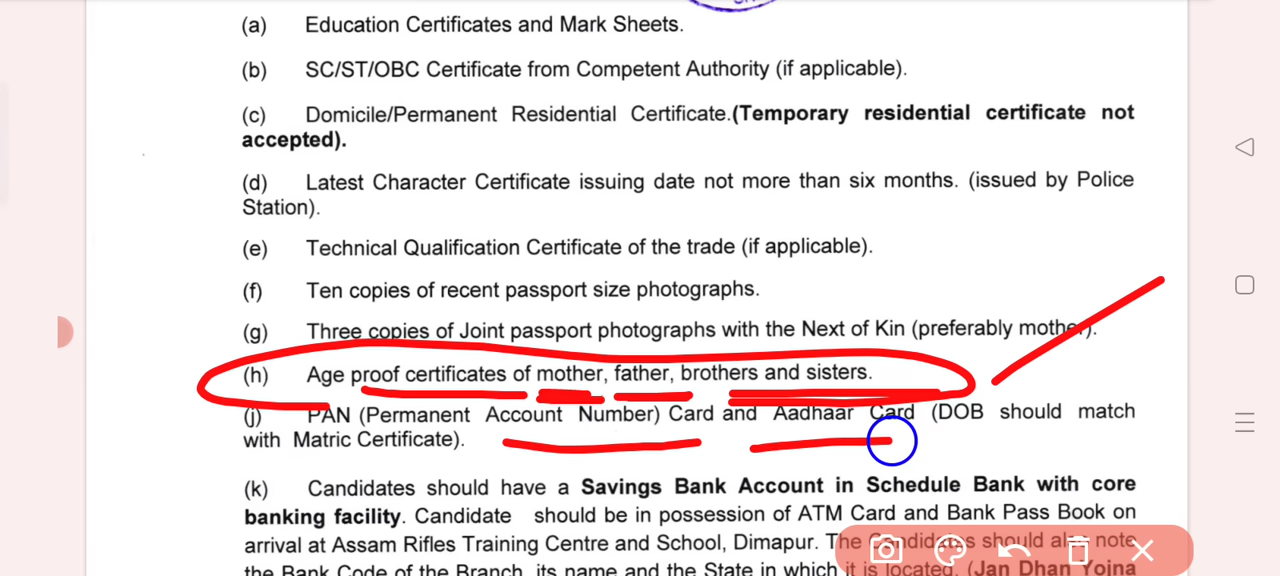 (a) Education Certificates and Mark Sheets.
(b) SC/ST/OBC Certificate from Competent Authority (if applicable).
(c) Domicile/Permanent Residential Certificate.(Temporary residential certificate not
accepted).
(d) Latest Character Certificate issuing date not more than six months. (issued by Police
Station).
(e) Technical Qualification Certificate of the trade (if applicable).
(f) Ten copies of recent passport size photographs.
(g) Three copies of Joint passport photographs with the Next of Kin (preferably mother).
(h) Age proof certificates of mother, father, brothers and sisters.
(j) PAN (Permanent Account Number) Card and Aadhaar Card (DOB should match
with Matric Certificate).
(k) Candidates should have a Savings Bank Account in Schedule Bank with core
banking facility. Candidate should be in possession of ATM Card and Bank Pass Book on
arrival at Assam Rifles Training Centre and School, Dimapur. The Candidates should also note
the Bank Code of the Branch, its name and the State in which it is located. (Jan Dhan Yojna